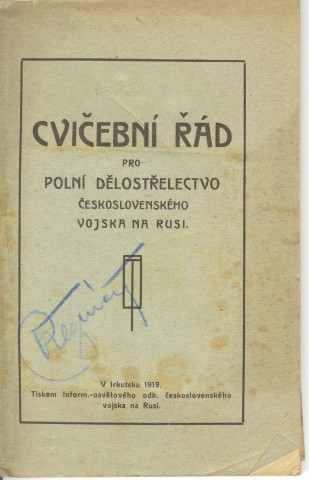 CVIČEBNÍ ŘÁD
PRO
POLNÍ DĚLOSTŘELECTVO
ČESKOSLOVENSKÉHO
VOJSKA NA RUSI.
V Irkutsku 1919.
Tiskem Inform.-osvětového odb. československého
vojska na Rusi.